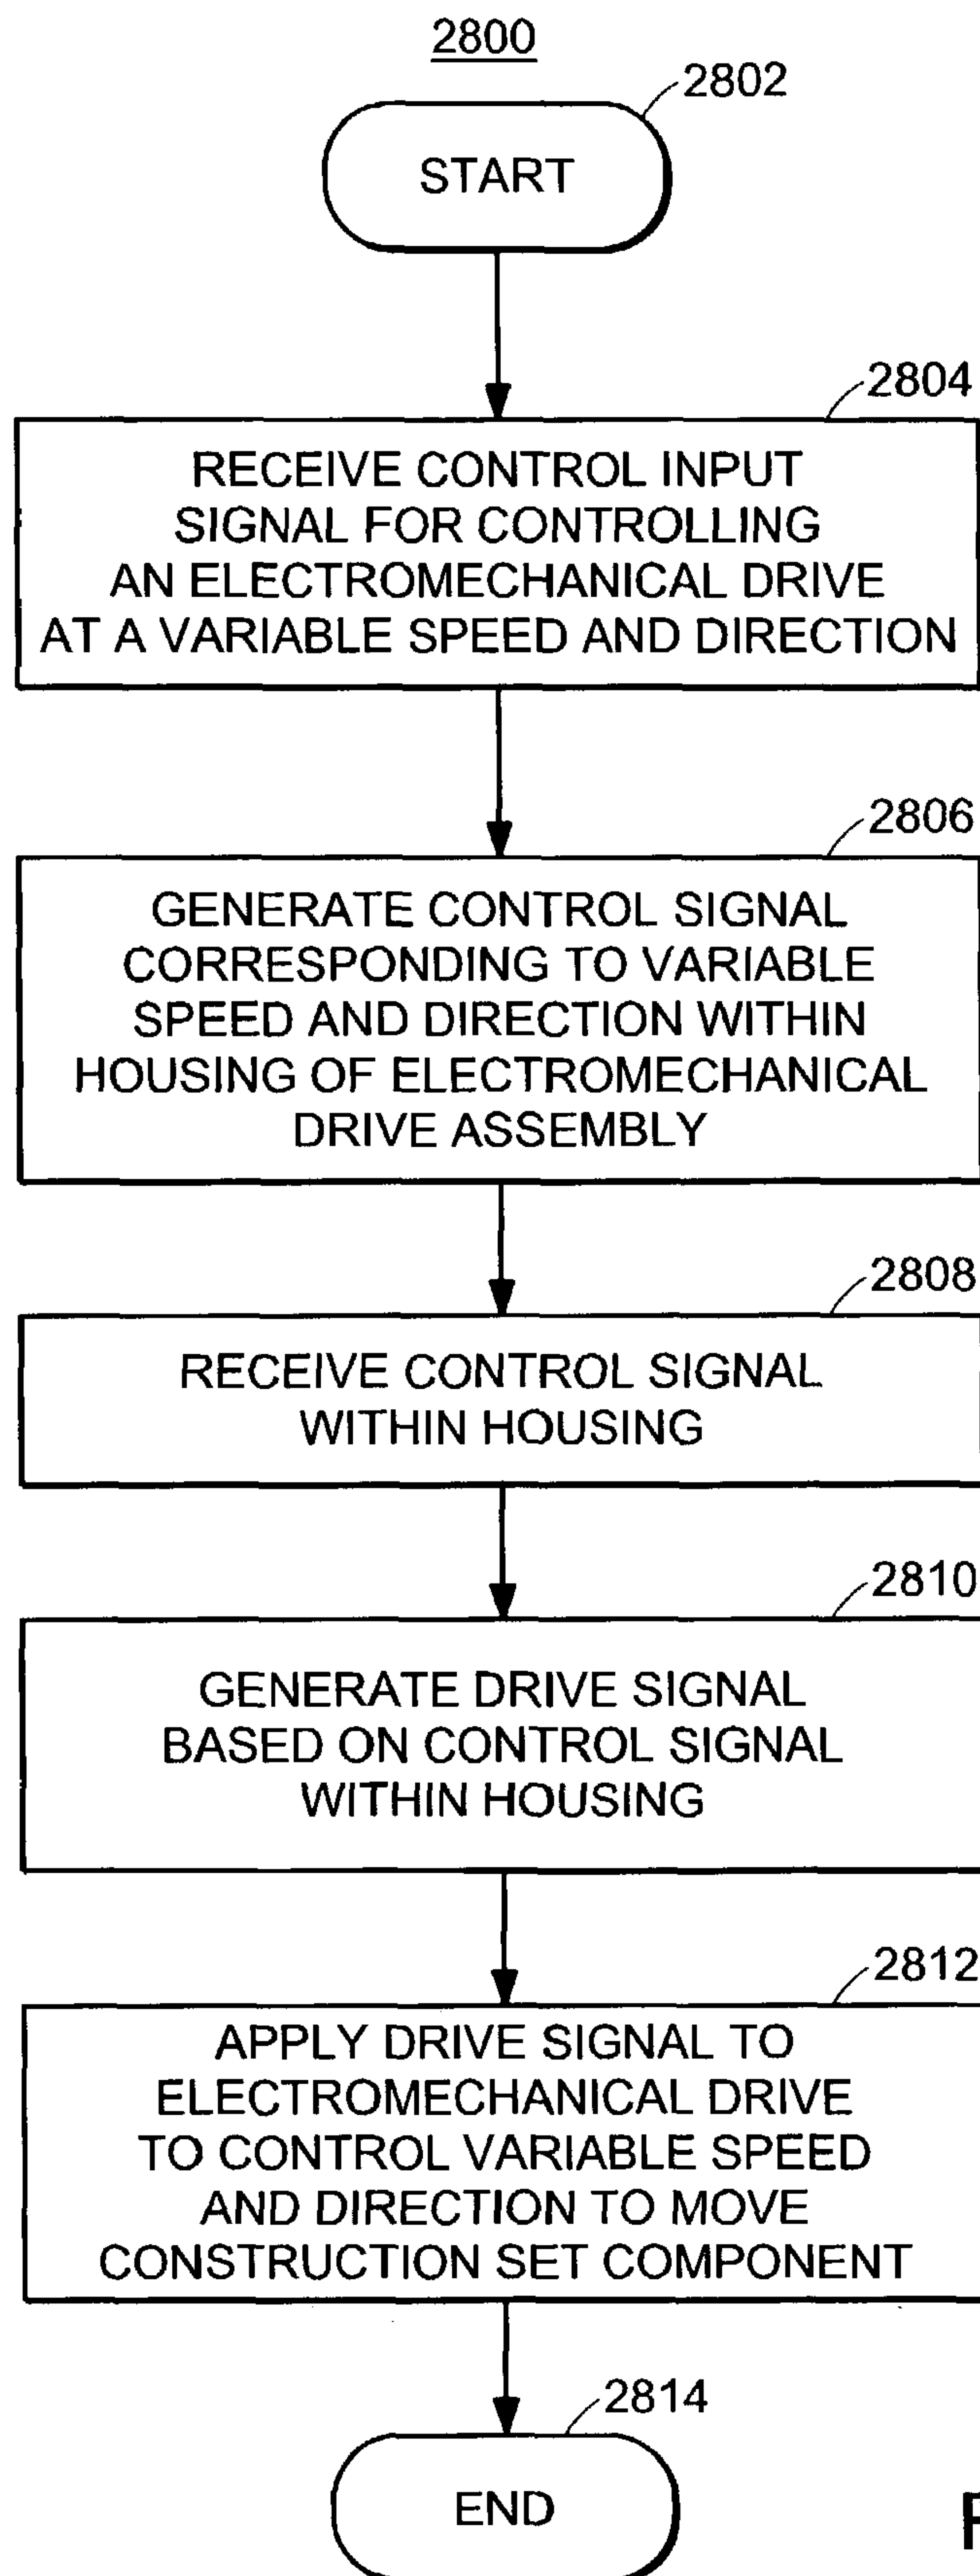 2800
2802
START
2804
RECEIVE CONTROL INPUT
SIGNAL FOR CONTROLLING
AN ELECTROMECHANICAL DRIVE
AT A VARIABLE SPEED AND DIRECTION
2806
GENERATE CONTROL SIGNAL
CORRESPONDING TO VARIABLE
SPEED AND DIRECTION WITHIN
HOUSING OF ELECTROMECHANICAL
DRIVE ASSEMBLY
2808
RECEIVE CONTROL SIGNAL
WITHIN HOUSING
2810
GENERATE DRIVE SIGNAL
BASED ON CONTROL SIGNAL
WITHIN HOUSING
2812
APPLY DRIVE SIGNAL TO
ELECTROMECHANICAL DRIVE
TO CONTROL VARIABLE SPEED
AND DIRECTION TO MOVE
CONSTRUCTION SET COMPONENT
2814
END